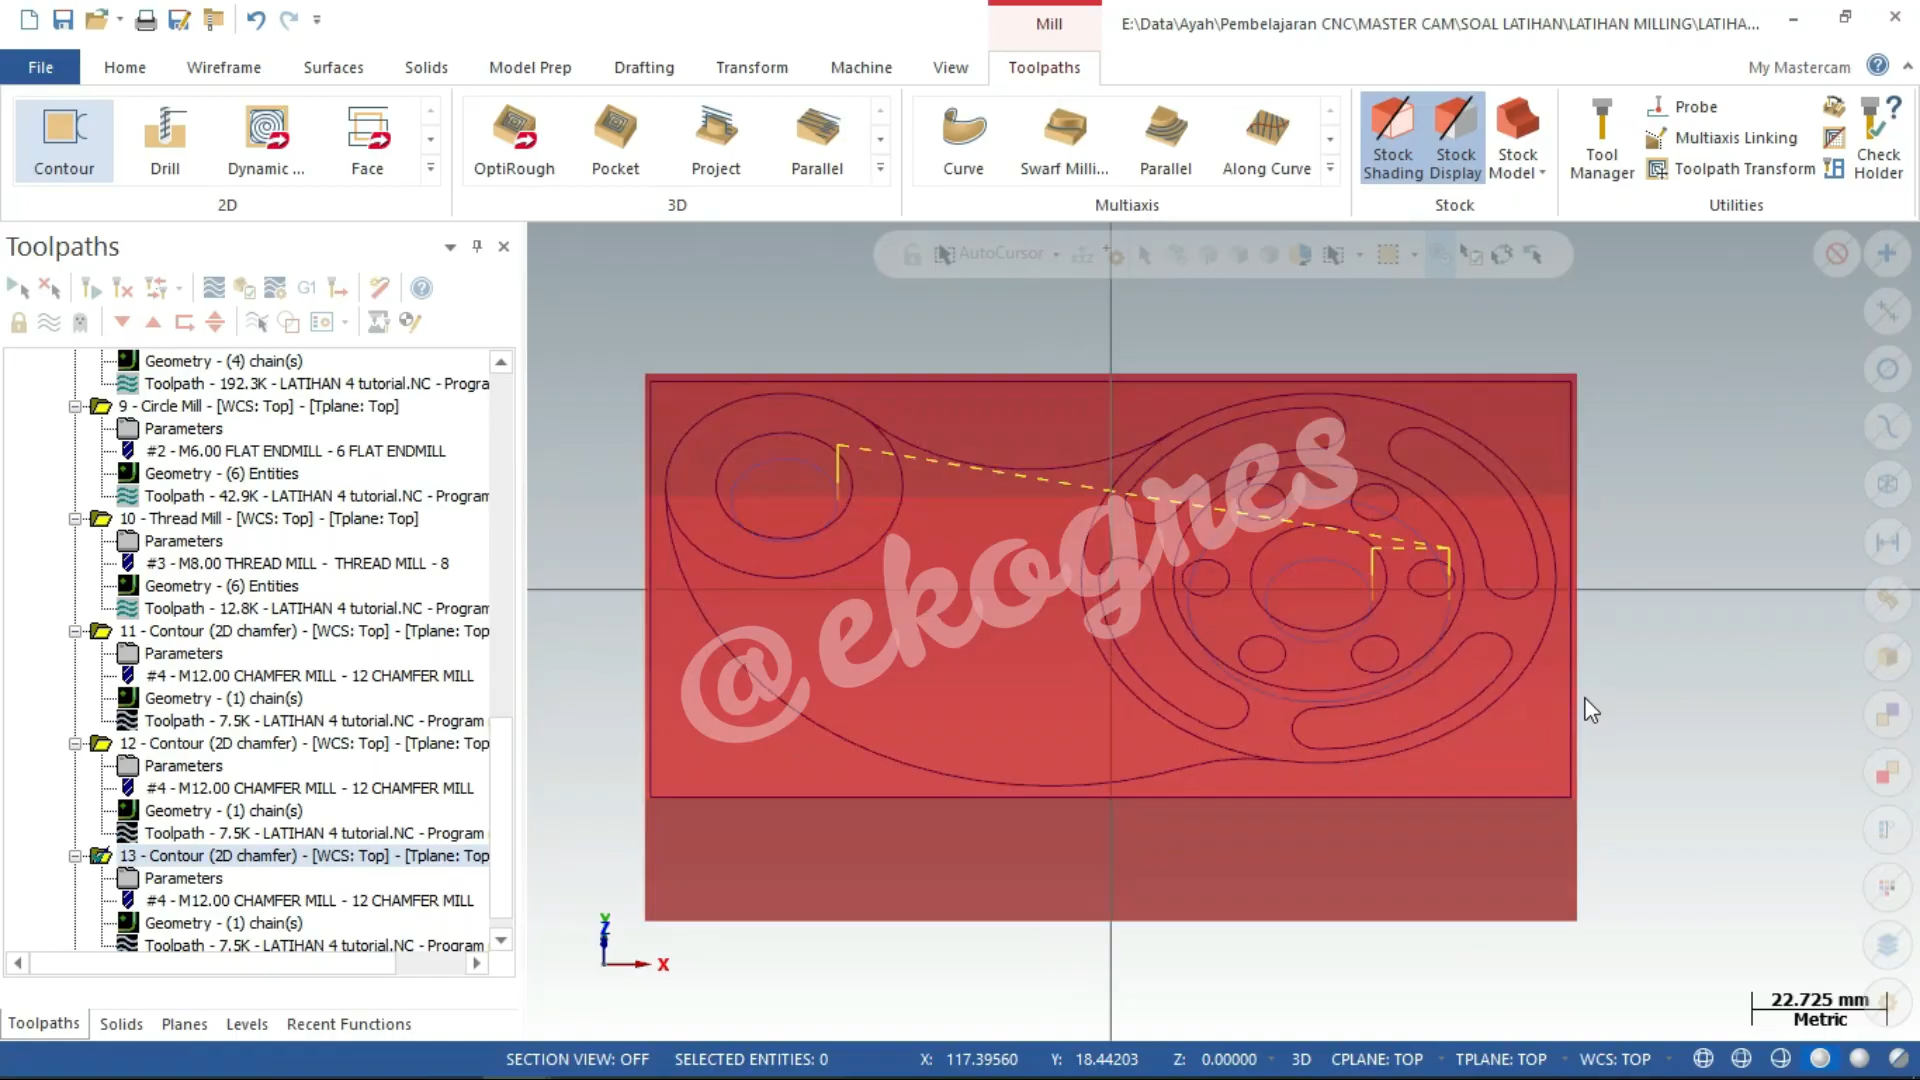 Mill
E:\Data\Ayah\Pembelajaran CNC\MASTER CAM\SOAL LATIHAN\LATIHAN MILLING\LATIHA...
File Home Wireframe Surfaces Solids Model Prep Drafting Transform Machine View Toolpaths My Mastercam
Contour Drill Dynamic ... Face
2D
OptiRough Pocket Project Parallel
3D
Curve Swarf Milli... Parallel Along Curve
Multiaxis
Stock Shading
Stock Display
Stock Model
Stock
Tool Manager
Probe
Multiaxis Linking
Toolpath Transform
Check Holder
Utilities
Toolpaths
G1
AutoCursor
Geometry - (4) chain(s)
Toolpath - 192.3K - LATIHAN 4 tutorial.NC - Progra
9 - Circle Mill - [WCS: Top] - [Tplane: Top]
Parameters
#2 - M6.00 FLAT ENDMILL - 6 FLAT ENDMILL
Geometry - (6) Entities
Toolpath - 42.9K - LATIHAN 4 tutorial.NC - Program
10 - Thread Mill - [WCS: Top] - [Tplane: Top]
Parameters
#3 - M8.00 THREAD MILL - THREAD MILL - 8
Geometry - (6) Entities
Toolpath - 12.8K - LATIHAN 4 tutorial.NC - Program
11 - Contour (2D chamfer) - [WCS: Top] - [Tplane: Top
Parameters
#4 - M12.00 CHAMFER MILL - 12 CHAMFER MILL
Geometry - (1) chain(s)
Toolpath - 7.5K - LATIHAN 4 tutorial.NC - Program
12 - Contour (2D chamfer) - [WCS: Top] - [Tplane: Top
Parameters
#4 - M12.00 CHAMFER MILL - 12 CHAMFER MILL
Geometry - (1) chain(s)
Toolpath - 7.5K - LATIHAN 4 tutorial.NC - Program
13 - Contour (2D chamfer) - [WCS: Top] - [Tplane: Top
Parameters
#4 - M12.00 CHAMFER MILL - 12 CHAMFER MILL
Geometry - (1) chain(s)
Toolpath - 7.5K - LATIHAN 4 tutorial.NC - Program
@ekogres
Y
Z
X
22.725 mm
Metric
Toolpaths Solids Planes Levels Recent Functions
SECTION VIEW: OFF SELECTED ENTITIES: 0 X: 117.39560 Y: 18.44203 Z: 0.00000 3D CPLANE: TOP TPLANE: TOP WCS: TOP